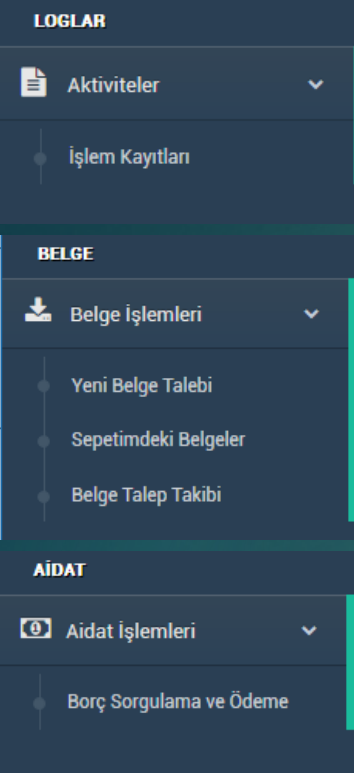 LOGLAR
Aktiviteler
İşlem Kayıtları
BELGE
Belge İşlemleri
Yeni Belge Talebi
Sepetimdeki Belgeler
Belge Talep Takibi
AİDAT
Aidat İşlemleri
Borç Sorgulama ve Ödeme